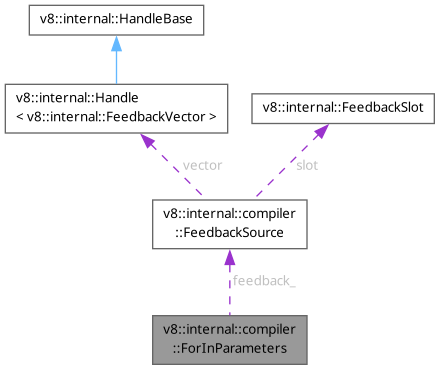 v8::internal::HandleBase
v8::internal::Handle
< v8::internal::FeedbackVector >
v8::internal::FeedbackSlot
vector
slot
v8::internal::compiler
::FeedbackSource
feedback_
v8::internal::compiler
::ForInParameters